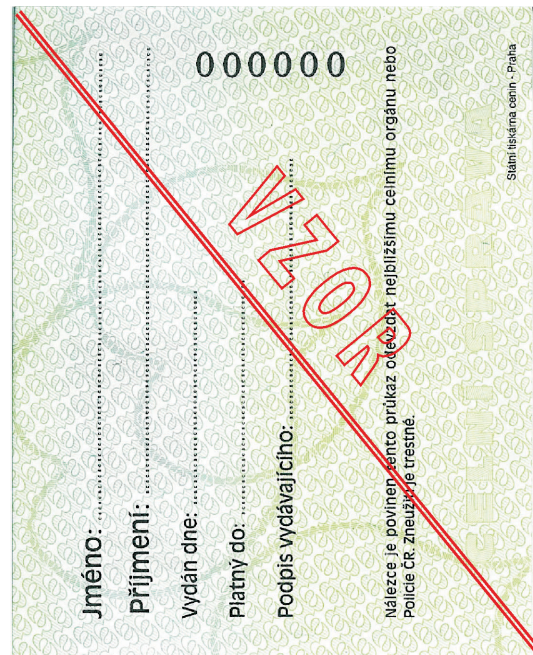 000000
Jméno:
Příjmení:
Vydán dne:
Platný do:
Podpis vydávajícího:
VZOR
Nálezce je povinen tento průkaz odevzdat nejbližšímu celnímu orgánu nebo
Policie ČR. Zneužití je trestné.
Státní tiskárna cenin - Praha